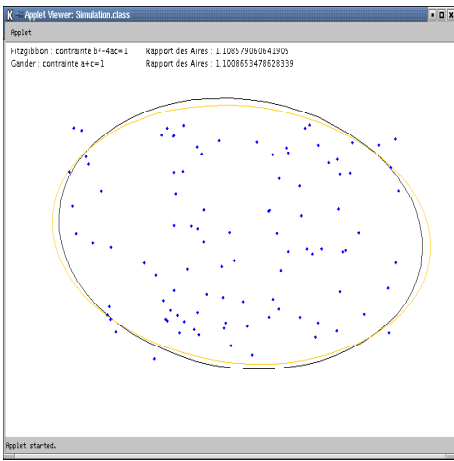 Applet Viewer: Simulation.class
Applet
Fitzgibbon : contrainte b²-4ac=1 Rapport des Aires : 1.108579060641905
Gander : contrainte a+c=1 Rapport des Aires : 1.1008653478628339
Applet started.